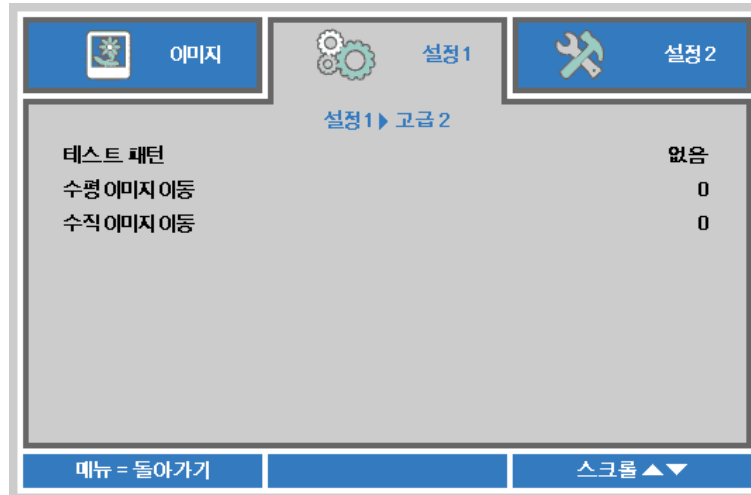 이미지
설정 1
설정 2
설정 1▶고급 2
테스트 패턴 없음
수평 이미지 이동 0
수직 이미지 이동 0
메뉴 = 돌아가기
스크롤▲▼